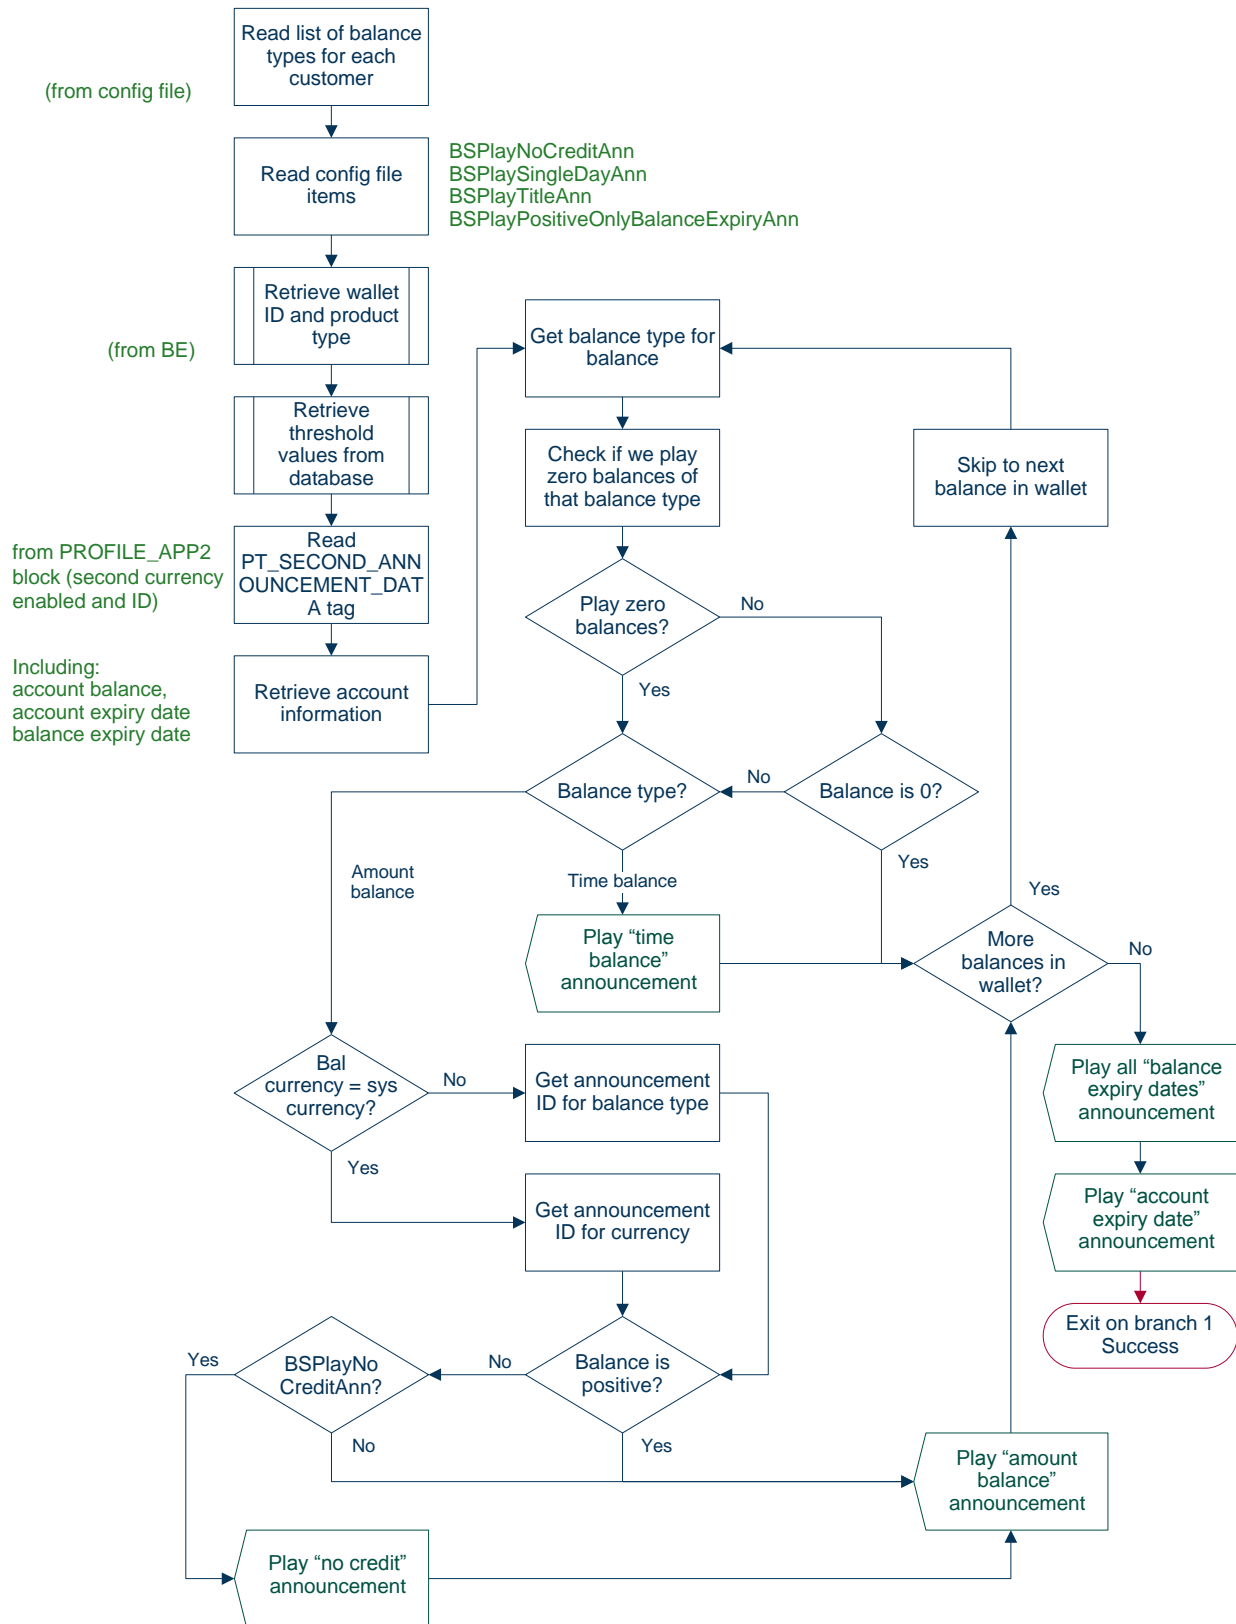 Read list of balance
types for each
customer
(from config file)
Read config file
items
BSPlayNoCreditAnn
BSPlaySingleDayAnn
BSPlayTitleAnn
BSPlayPositiveOnlyBalanceExpiryAnn
Retrieve wallet
ID and product
type
(from BE)
Retrieve
threshold
values from
database
Read
PT_SECOND_ANN
OUNCEMENT_DAT
A tag
from PROFILE_APP2
block (second currency
enabled and ID)
Retrieve account
information
Including:
account balance,
account expiry date
balance expiry date
Get balance type for
balance
Check if we play
zero balances of
that balance type
Skip to next
balance in wallet
Play zero
balances?
No
Yes
Balance type?
No
Balance is 0?
Yes
Amount
balance
Time balance
Yes
Play “time
balance”
announcement
More
balances in
wallet?
No
Bal
currency = sys
currency?
No
Yes
Get announcement
ID for balance type
Play all “balance
expiry dates”
announcement
Get announcement
ID for currency
Play “account
expiry date”
announcement
Exit on branch 1
Success
Yes
BSPlayNo
CreditAnn?
No
Balance is
positive?
No
Yes
Play “amount
balance”
announcement
Play “no credit”
announcement